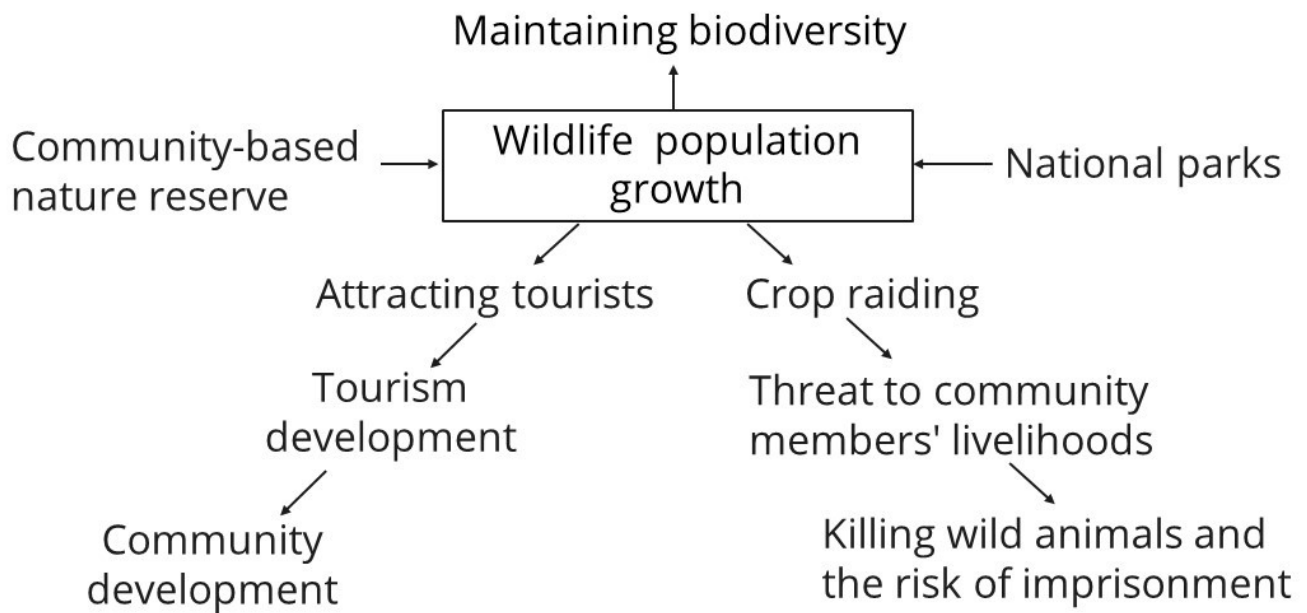 Maintaining biodiversity
Community-based
nature reserve
Wildlife population
growth
National parks
Attracting tourists
Crop raiding
Tourism
development
Threat to community
members' livelihoods
Community
development
Killing wild animals and
the risk of imprisonment